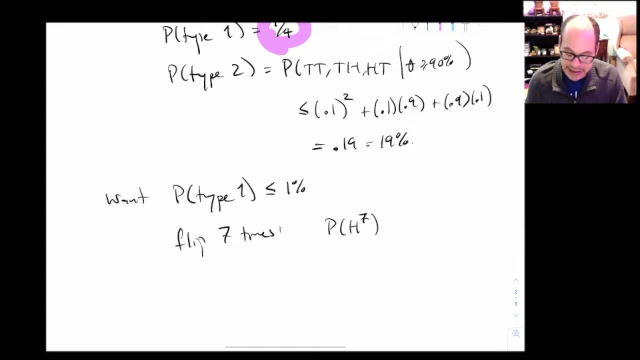 P(type 1) = 1/4
P(type 2) = P(TT, TH, HT | θ ≥ 90%)
≤ (.1)² + (.1)(.9) + (.9)(.1)
= .19 = 19%.
Want P(type 1) ≤ 1%
flip 7 times: P(H⁷)